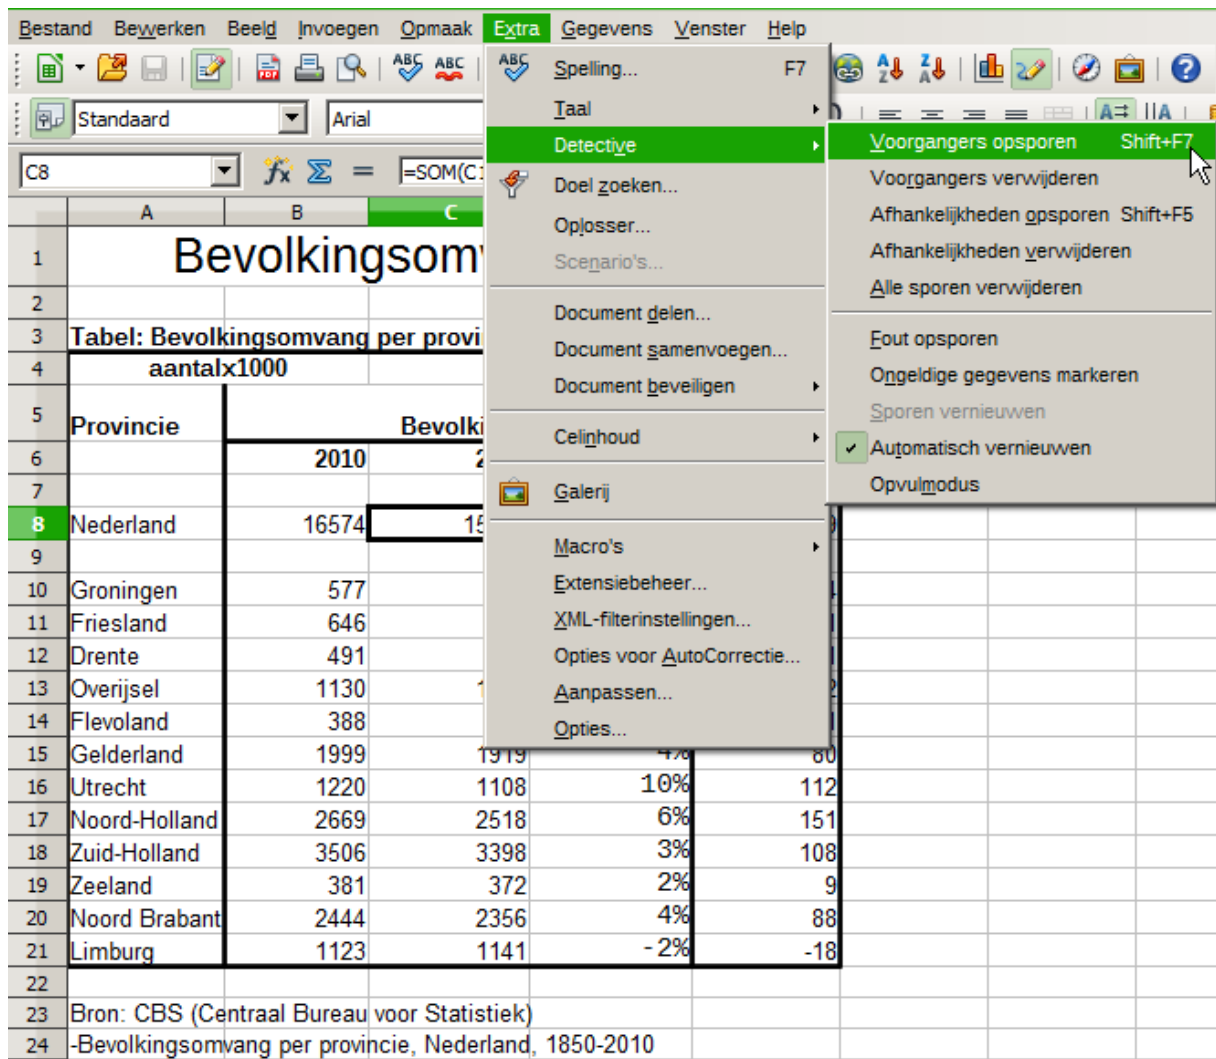 Bestand Bewerken Beeld Invoegen Opmaak Extra Gegevens Venster Help
Standaard Arial
C8 =SOM(C
Spelling... F7
Taal
Detective
Doel zoeken...
Oplosser...
Scenario's...
Document delen...
Document samenvoegen...
Document beveiligen
Celinhoud
Galerij
Macro's
Extensiebeheer...
XML-filterinstellingen...
Opties voor AutoCorrectie...
Aanpassen...
Opties...
Voorgangers opsporen Shift+F7
Voorgangers verwijderen
Afhankelijkheden opsporen Shift+F5
Afhankelijkheden verwijderen
Alle sporen verwijderen
Fout opsporen
Ongeldige gegevens markeren
Sporen vernieuwen
Automatisch vernieuwen
Opvulmodus
A B C
1 Bevolkingsom
2
3 Tabel: Bevolkingsomvang per provi
4 aantalx1000
5 Provincie Bevolki
6 2010
7
8 Nederland 16574 15
9
10 Groningen 577
11 Friesland 646
12 Drente 491
13 Overijsel 1130
14 Flevoland 388
15 Gelderland 1999 1919 4% 80
16 Utrecht 1220 1108 10% 112
17 Noord-Holland 2669 2518 6% 151
18 Zuid-Holland 3506 3398 3% 108
19 Zeeland 381 372 2% 9
20 Noord Brabant 2444 2356 4% 88
21 Limburg 1123 1141 -2% -18
22
23 Bron: CBS (Centraal Bureau voor Statistiek)
24 -Bevolkingsomvang per provincie, Nederland, 1850-2010